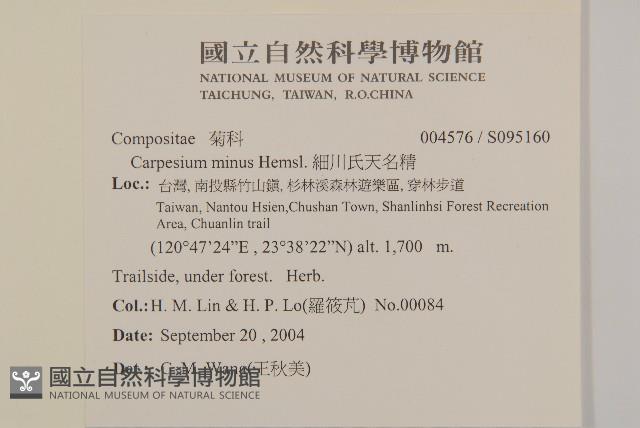 國立自然科學博物館
NATIONAL MUSEUM OF NATURAL SCIENCE
TAICHUNG, TAIWAN, R.O.CHINA
Compositae 菊科 004576 / S095160
Carpesium minus Hemsl. 細川氏天名精
Loc.: 台灣, 南投縣竹山鎮, 杉林溪森林遊樂區, 穿林步道
Taiwan, Nantou Hsien,Chushan Town, Shanlinhsi Forest Recreation
Area, Chuanlin trail
(120°47’24”E , 23°38’22”N) alt. 1,700 m.
Trailside, under forest. Herb.
Col.: H. M. Lin & H. P. Lo(羅筱芃) No.00084
Date: September 20 , 2004
Det.: C. M. Wang(王秋美)
國立自然科學博物館
NATIONAL MUSEUM OF NATURAL SCIENCE